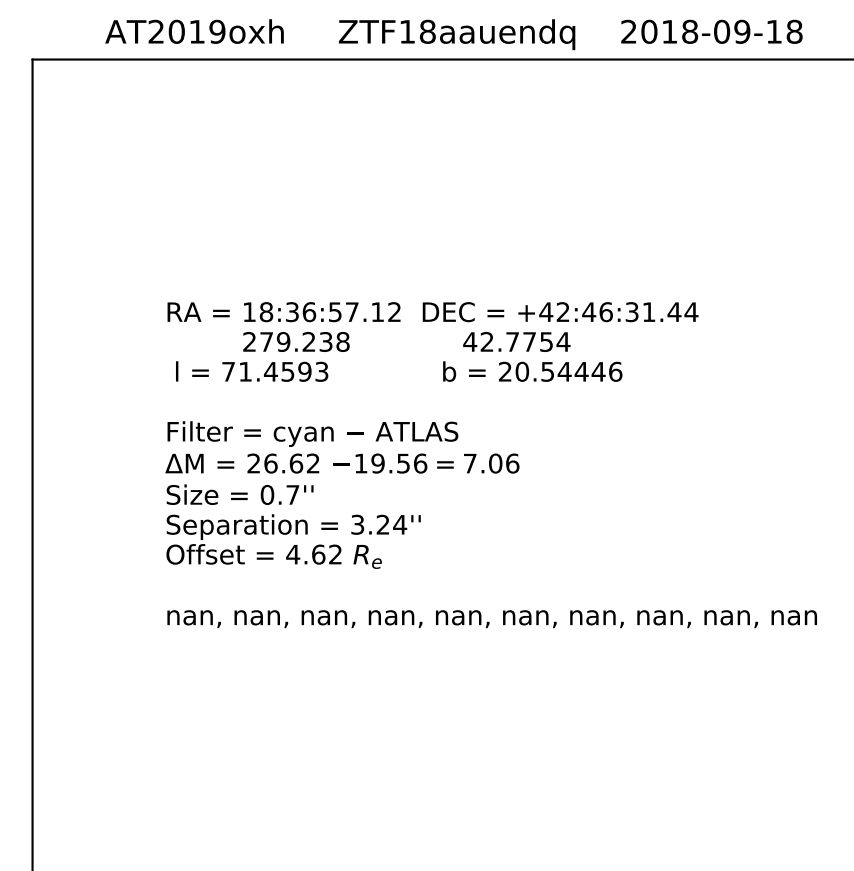 AT2019oxh ZTF18aauendq 2018-09-18
RA = 18:36:57.12 DEC = +42:46:31.44
279.238 42.7754
l = 71.4593 b = 20.54446
Filter = cyan − ATLAS
ΔM = 26.62 −19.56 = 7.06
Size = 0.7''
Separation = 3.24''
Offset = 4.62 Re
nan, nan, nan, nan, nan, nan, nan, nan, nan, nan